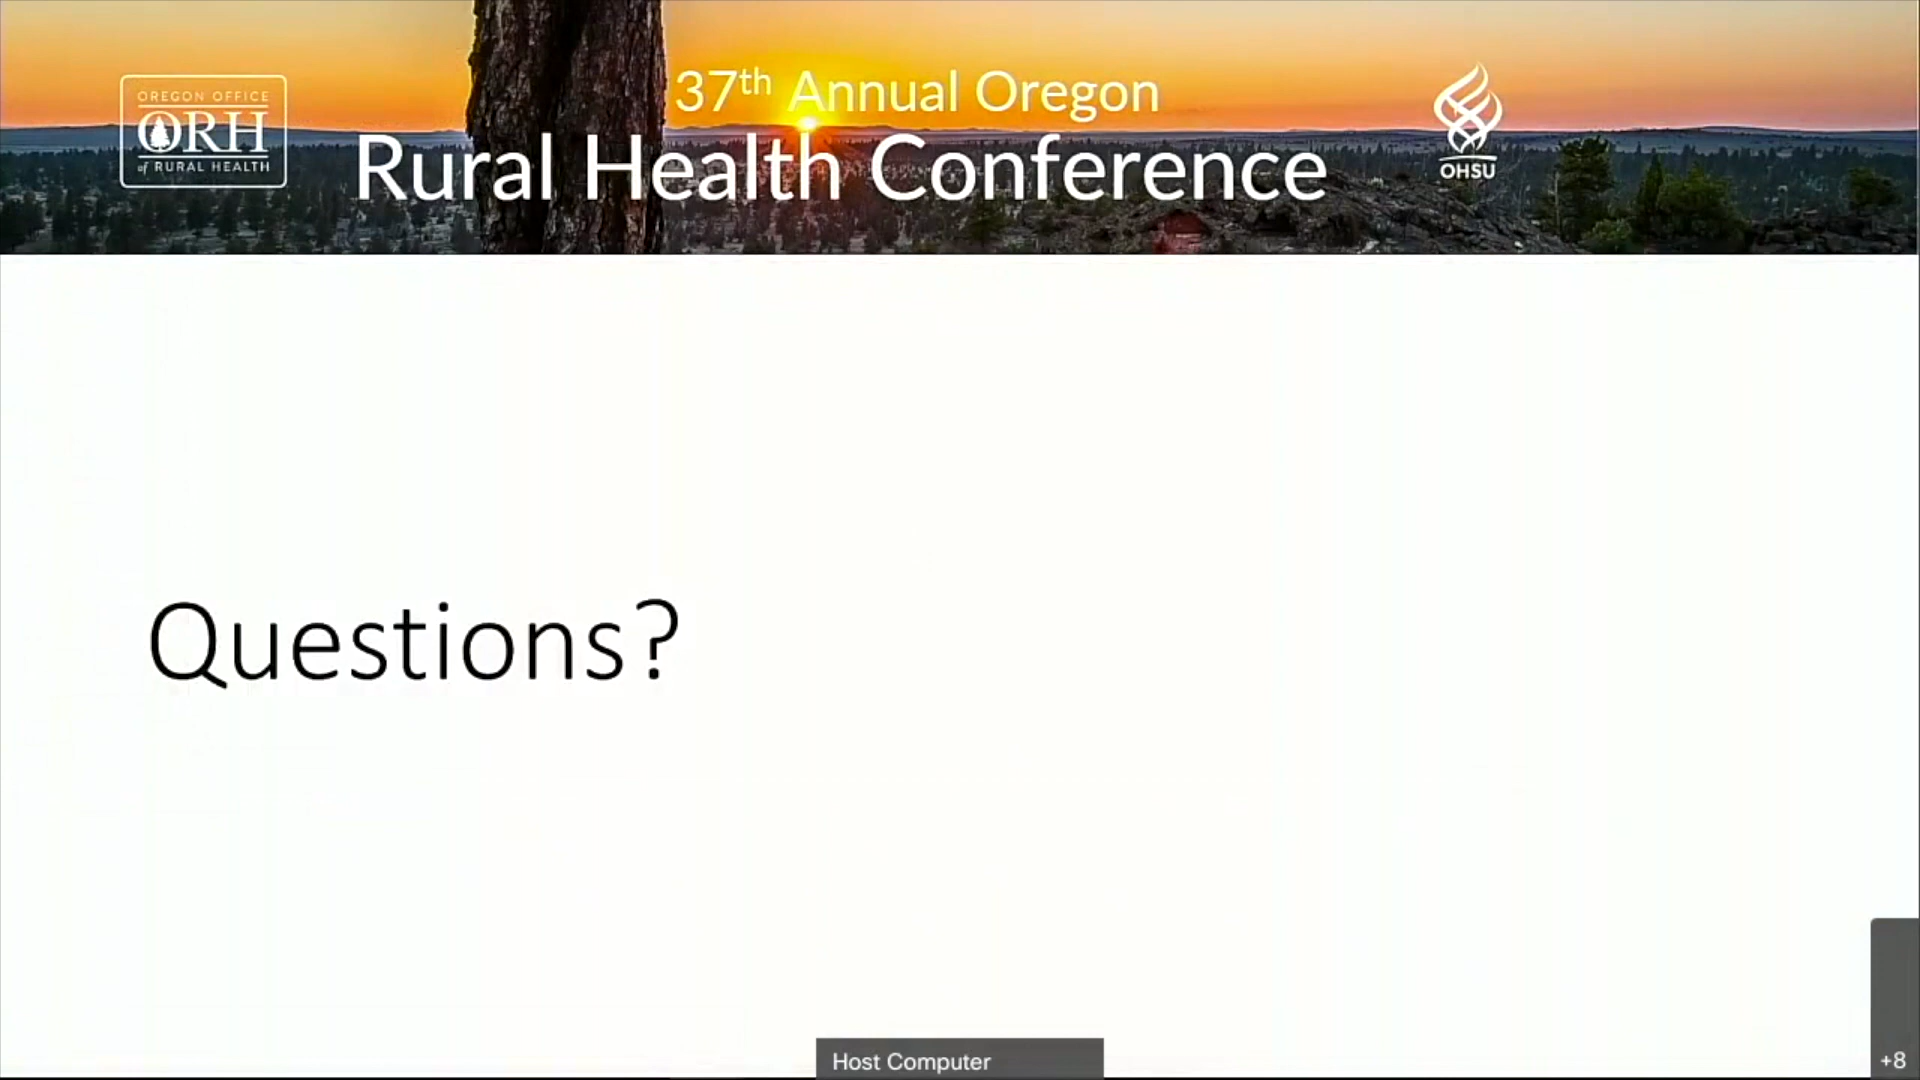 OREGON OFFICE
ORH
of RURAL HEALTH
37th Annual Oregon
Rural Health Conference
OHSU
Questions?
Host Computer
+8